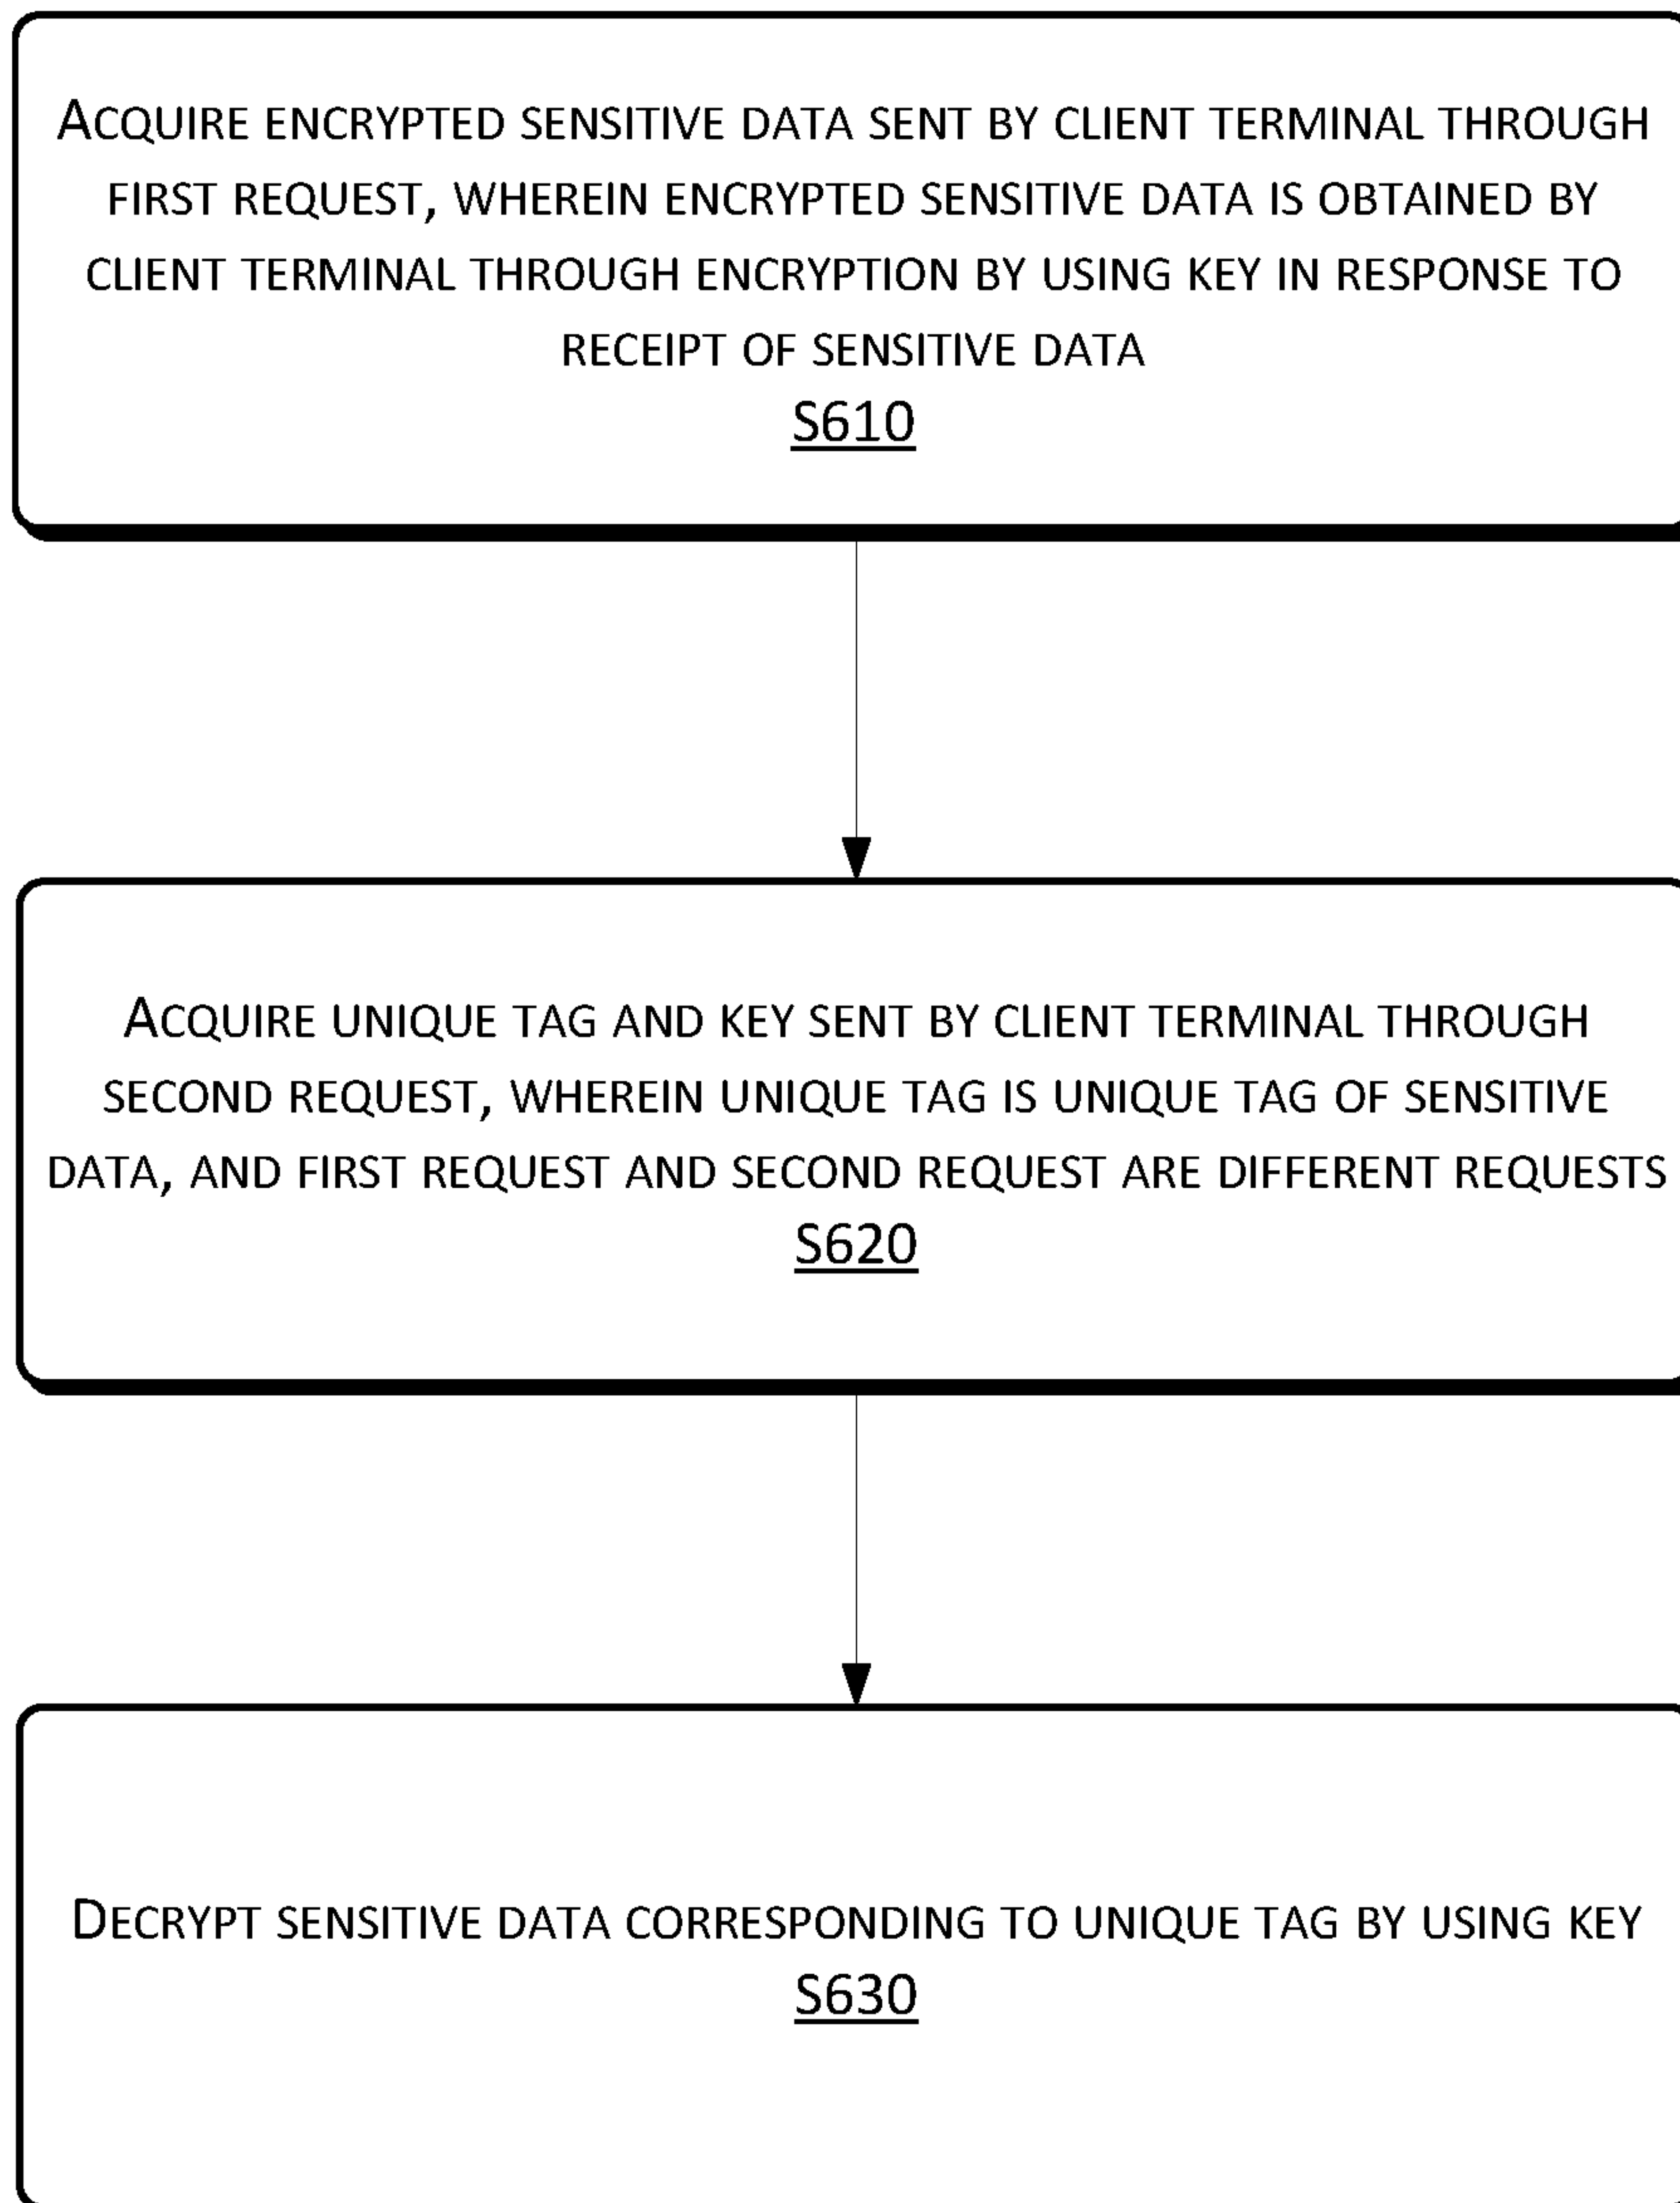 ACQUIRE ENCRYPTED SENSITIVE DATA SENT BY CLIENT TERMINAL THROUGH
FIRST REQUEST, WHEREIN ENCRYPTED SENSITIVE DATA IS OBTAINED BY
CLIENT TERMINAL THROUGH ENCRYPTION BY USING KEY IN RESPONSE TO
RECEIPT OF SENSITIVE DATA
S610
ACQUIRE UNIQUE TAG AND KEY SENT BY CLIENT TERMINAL THROUGH
SECOND REQUEST, WHEREIN UNIQUE TAG IS UNIQUE TAG OF SENSITIVE
DATA, AND FIRST REQUEST AND SECOND REQUEST ARE DIFFERENT REQUESTS
S620
DECRYPT SENSITIVE DATA CORRESPONDING TO UNIQUE TAG BY USING KEY
S630